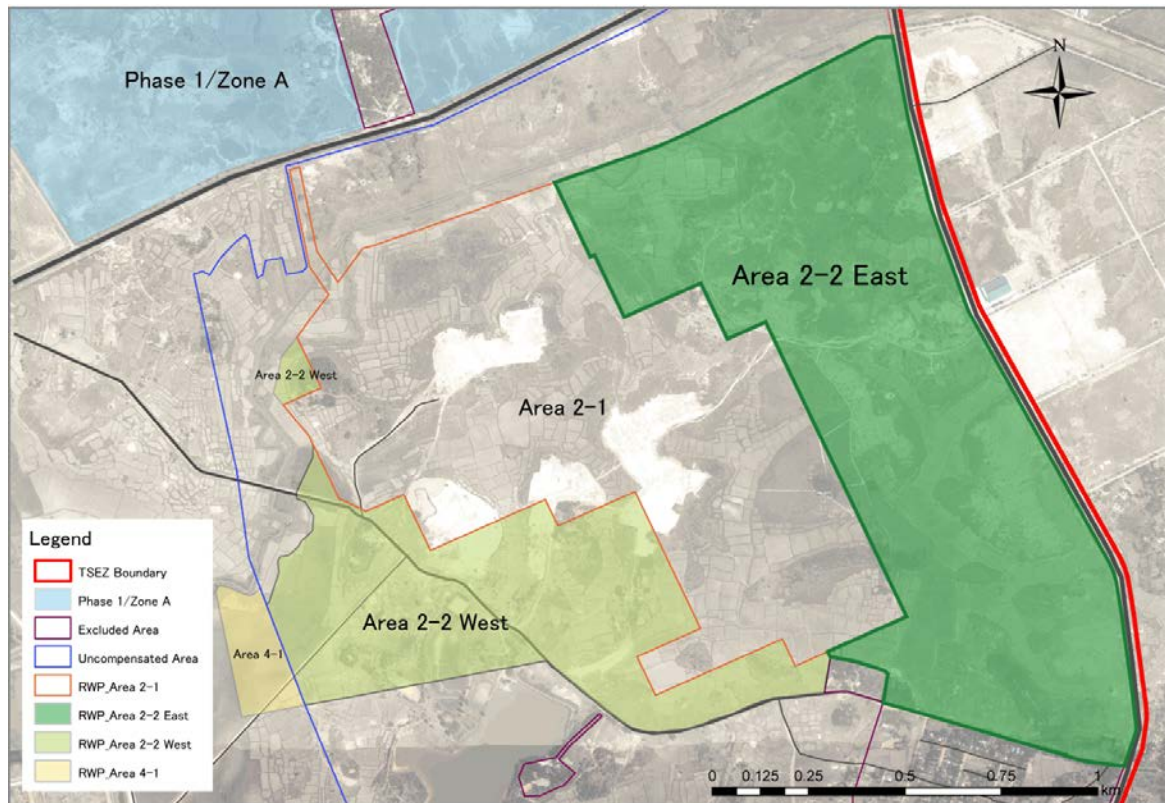 Phase 1/Zone A
N
Area 2-2 East
Area 2-2 West
Area 2-1
Area 2-2 West
Area 4-1
Legend
TSEZ Boundary
Phase 1/Zone A
Excluded Area
Uncompensated Area
RWP_Area 2-1
RWP_Area 2-2 East
RWP_Area 2-2 West
RWP_Area 4-1
0 0.125 0.25 0.5 0.75 1
km